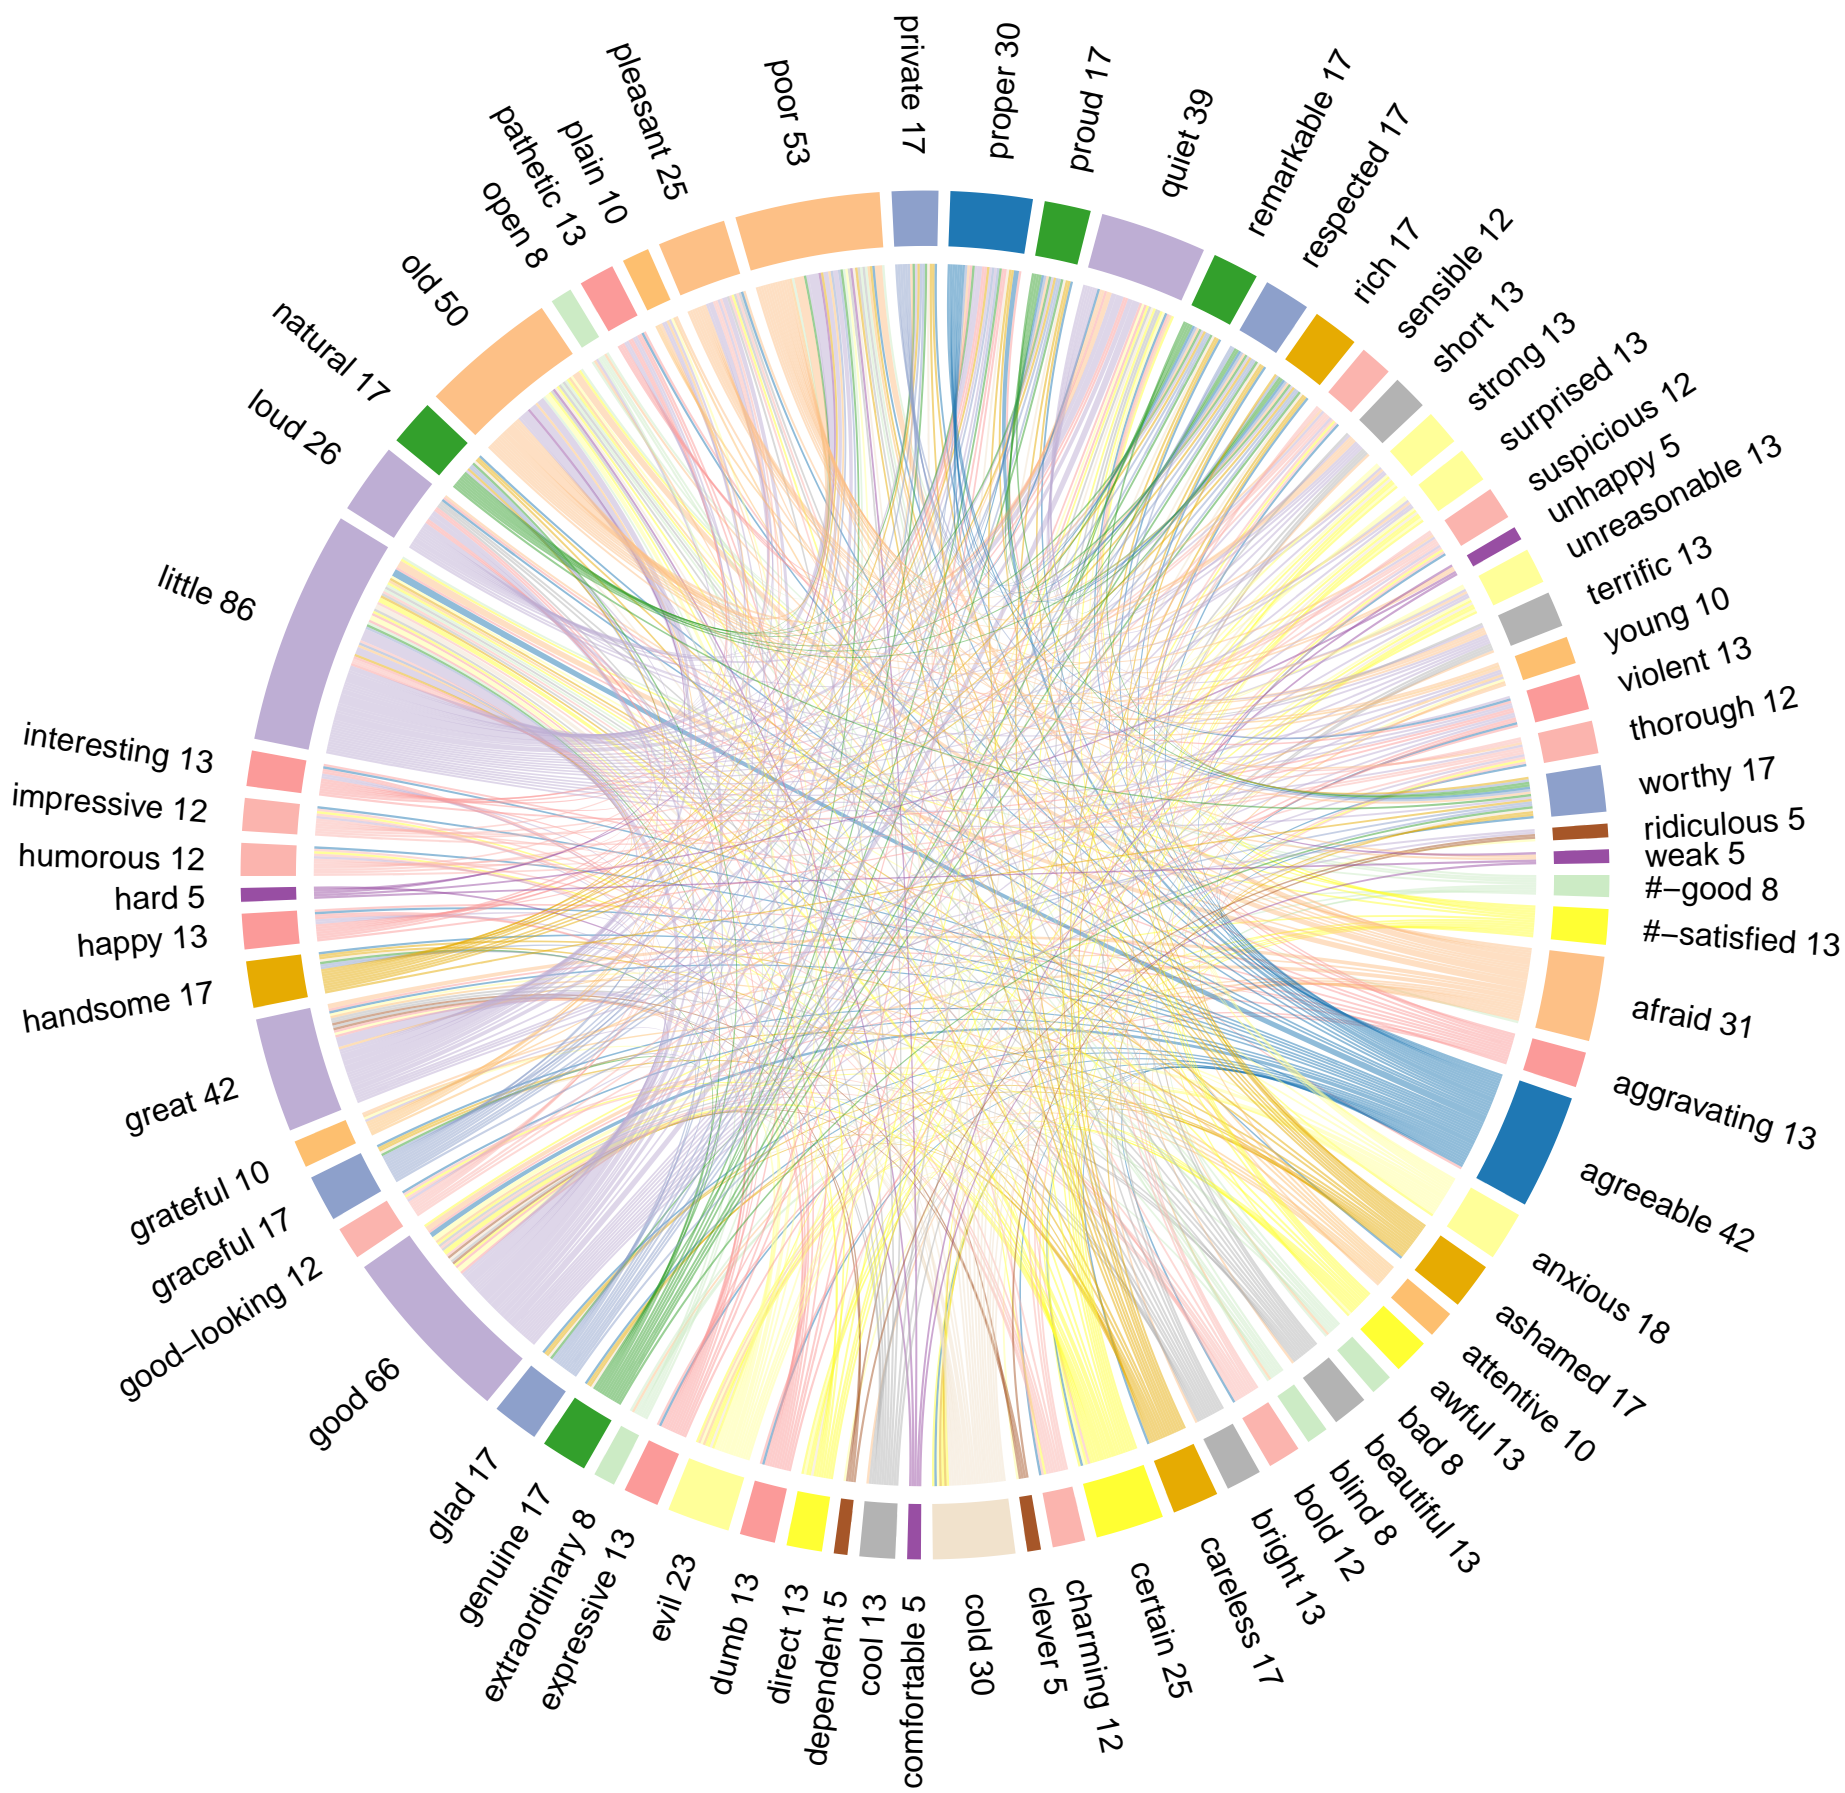 private 17
proper 30
proud 17
quiet 39
remarkable 17
respected 17
rich 17
sensible 12
short 13
strong 13
surprised 13
suspicious 12
unhappy 5
unreasonable 13
terrific 13
young 10
violent 13
thorough 12
worthy 17
ridiculous 5
weak 5
#−good 8
#−satisfied 13
afraid 31
aggravating 13
agreeable 42
anxious 18
ashamed 17
attentive 10
awful 13
bad 8
beautiful 13
blind 8
bold 12
bright 13
careless 17
certain 25
charming 12
clever 5
cold 30
comfortable 5
cool 13
dependent 5
direct 13
dumb 13
evil 23
expressive 13
extraordinary 8
genuine 17
glad 17
good 66
good−looking 12
graceful 17
grateful 10
great 42
handsome 17
happy 13
hard 5
humorous 12
impressive 12
interesting 13
little 86
loud 26
natural 17
old 50
open 8
pathetic 13
plain 10
pleasant 25
poor 53